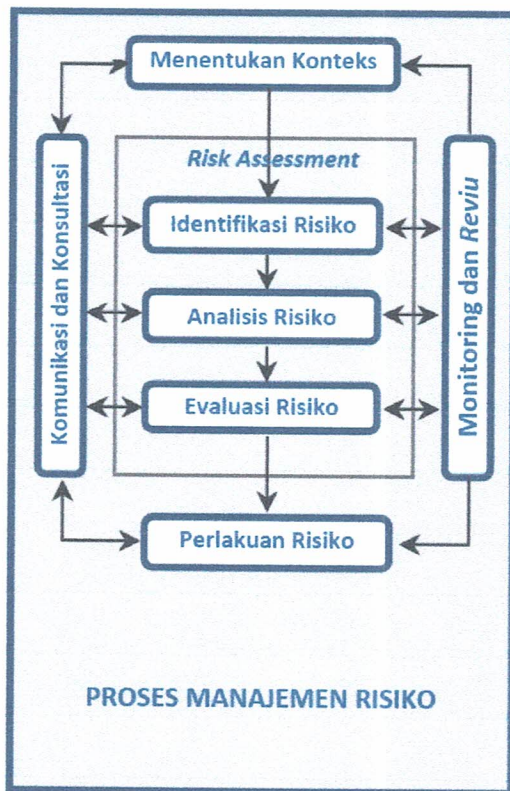 Menentukan Konteks
Risk Assessment
Komunikasi dan Konsultasi
Identifikasi Risiko
Analisis Risiko
Evaluasi Risiko
Monitoring dan Reviu
Perlakuan Risiko
PROSES MANAJEMEN RISIKO